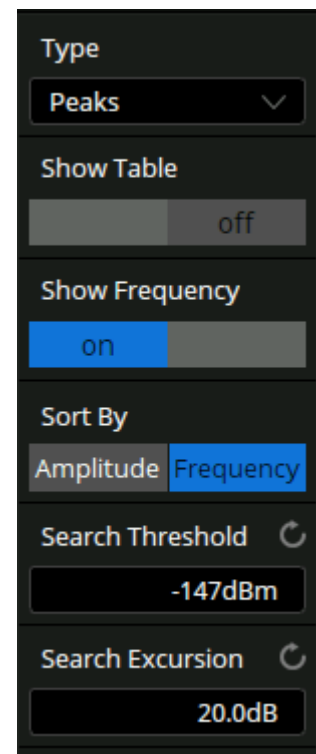 Type
Peaks
Show Table
off
Show Frequency
on
Sort By
Amplitude Frequency
Search Threshold
-147dBm
Search Excursion
20.0dB